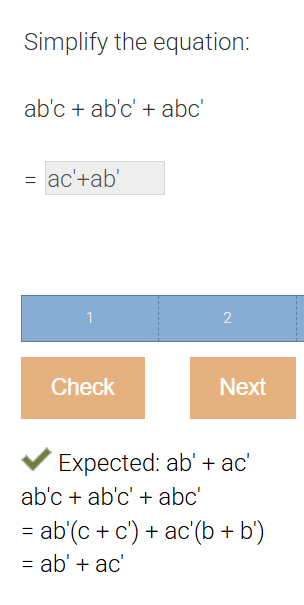 Simplify the equation:
ab'c + ab'c' + abc'
= ac'+ab'
1 2
Check Next
Expected: ab' + ac'
ab'c + ab'c' + abc'
= ab'(c + c') + ac'(b + b')
= ab' + ac'